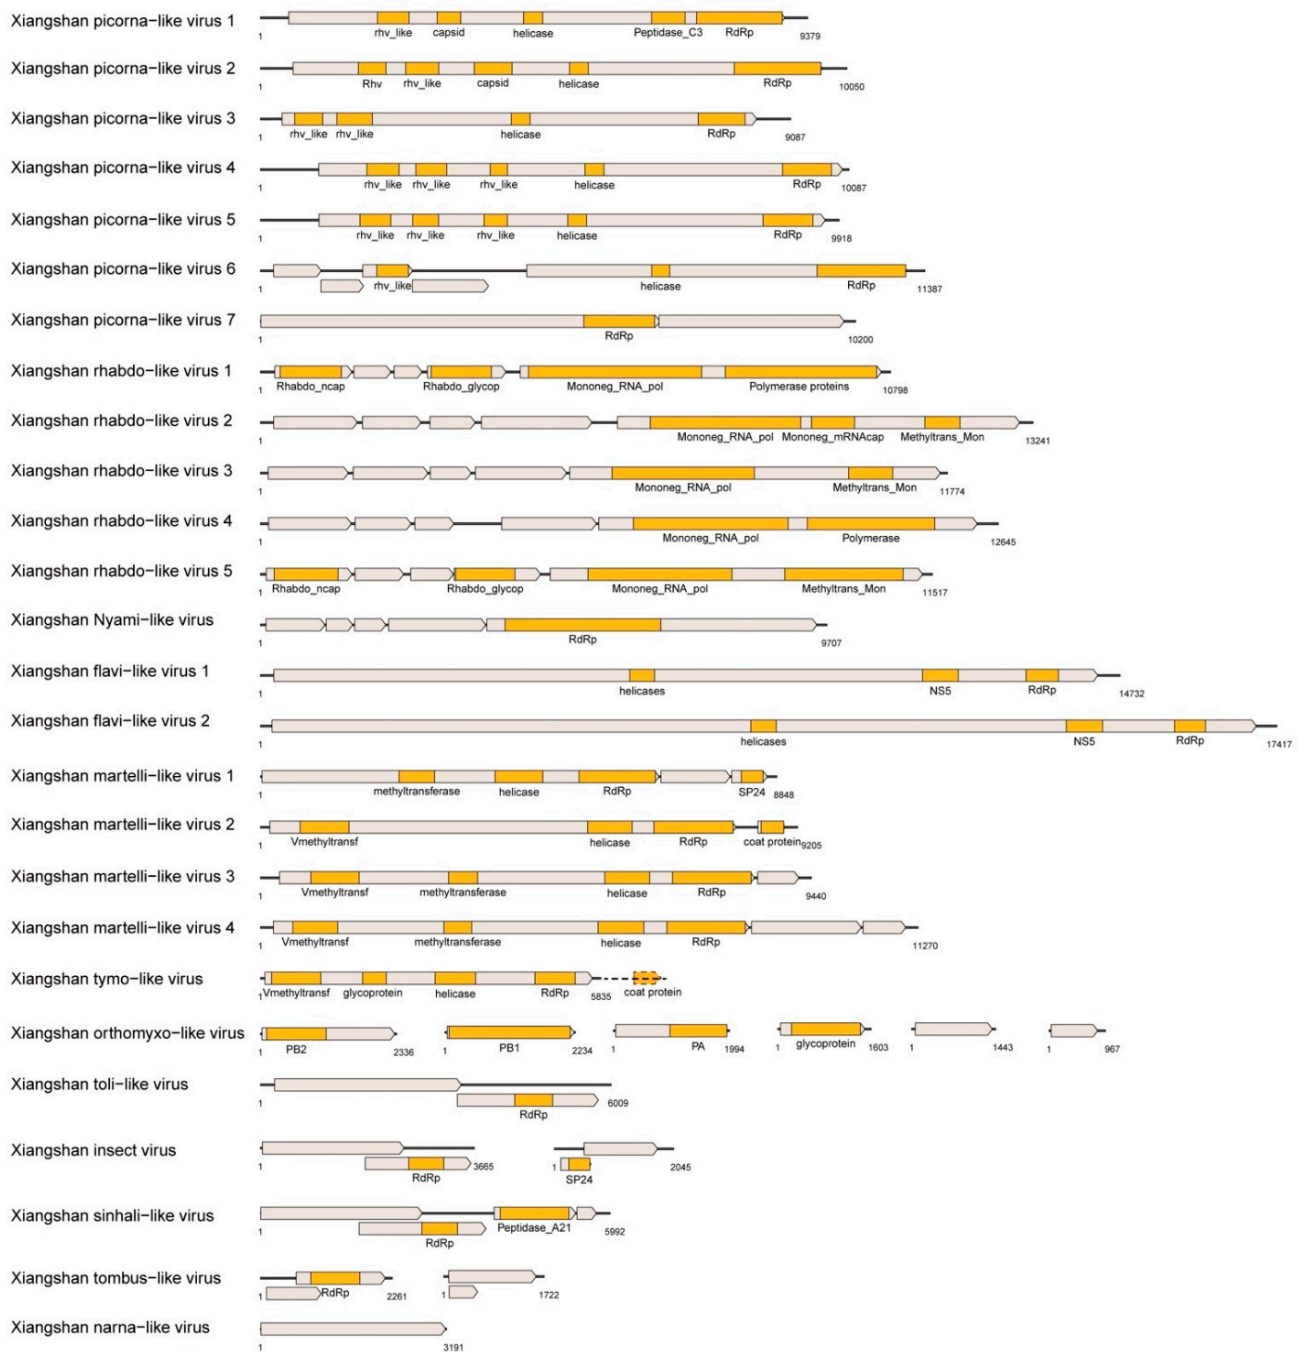 Xiangshan picorna−like virus 1
rhv_like capsid helicase Peptidase_C3 RdRp
1 9379
Xiangshan picorna−like virus 2
Rhv rhv_like capsid helicase RdRp
1 10050
Xiangshan picorna−like virus 3
rhv_like rhv_like helicase RdRp
1 9087
Xiangshan picorna−like virus 4
rhv_like rhv_like rhv_like helicase RdRp
1 10087
Xiangshan picorna−like virus 5
rhv_like rhv_like rhv_like helicase RdRp
1 9918
Xiangshan picorna−like virus 6
rhv_like helicase RdRp
1 11387
Xiangshan picorna−like virus 7
RdRp
1 10200
Xiangshan rhabdo−like virus 1
Rhabdo_ncap Rhabdo_glycop Mononeg_RNA_pol Polymerase proteins
1 10798
Xiangshan rhabdo−like virus 2
Mononeg_RNA_pol Mononeg_mRNAcap Methyltrans_Mon
1 13241
Xiangshan rhabdo−like virus 3
Mononeg_RNA_pol Methyltrans_Mon
1 11774
Xiangshan rhabdo−like virus 4
Mononeg_RNA_pol Polymerase
1 12645
Xiangshan rhabdo−like virus 5
Rhabdo_ncap Rhabdo_glycop Mononeg_RNA_pol Methyltrans_Mon
1 11517
Xiangshan Nyami−like virus
RdRp
1 9707
Xiangshan flavi−like virus 1
helicases NS5 RdRp
1 14732
Xiangshan flavi−like virus 2
helicases NS5 RdRp
1 17417
Xiangshan martelli−like virus 1
methyltransferase helicase RdRp SP24
1 8848
Xiangshan martelli−like virus 2
Vmethyltransf helicase RdRp coat protein
1 9205
Xiangshan martelli−like virus 3
Vmethyltransf methyltransferase helicase RdRp
1 9440
Xiangshan martelli−like virus 4
Vmethyltransf methyltransferase helicase RdRp
1 11270
Xiangshan tymo−like virus
Vmethyltransf glycoprotein helicase RdRp coat protein
1 5835
Xiangshan orthomyxo−like virus
PB2 PB1 PA glycoprotein
1 2336 1 2234 1 1994 1 1603 1 1443 1 967
Xiangshan toli−like virus
RdRp
1 6009
Xiangshan insect virus
RdRp SP24
1 3665 1 2045
Xiangshan sinhali−like virus
RdRp Peptidase_A21
1 5992
Xiangshan tombus−like virus
RdRp
1 2261 1 1722
Xiangshan narna−like virus
1 3191